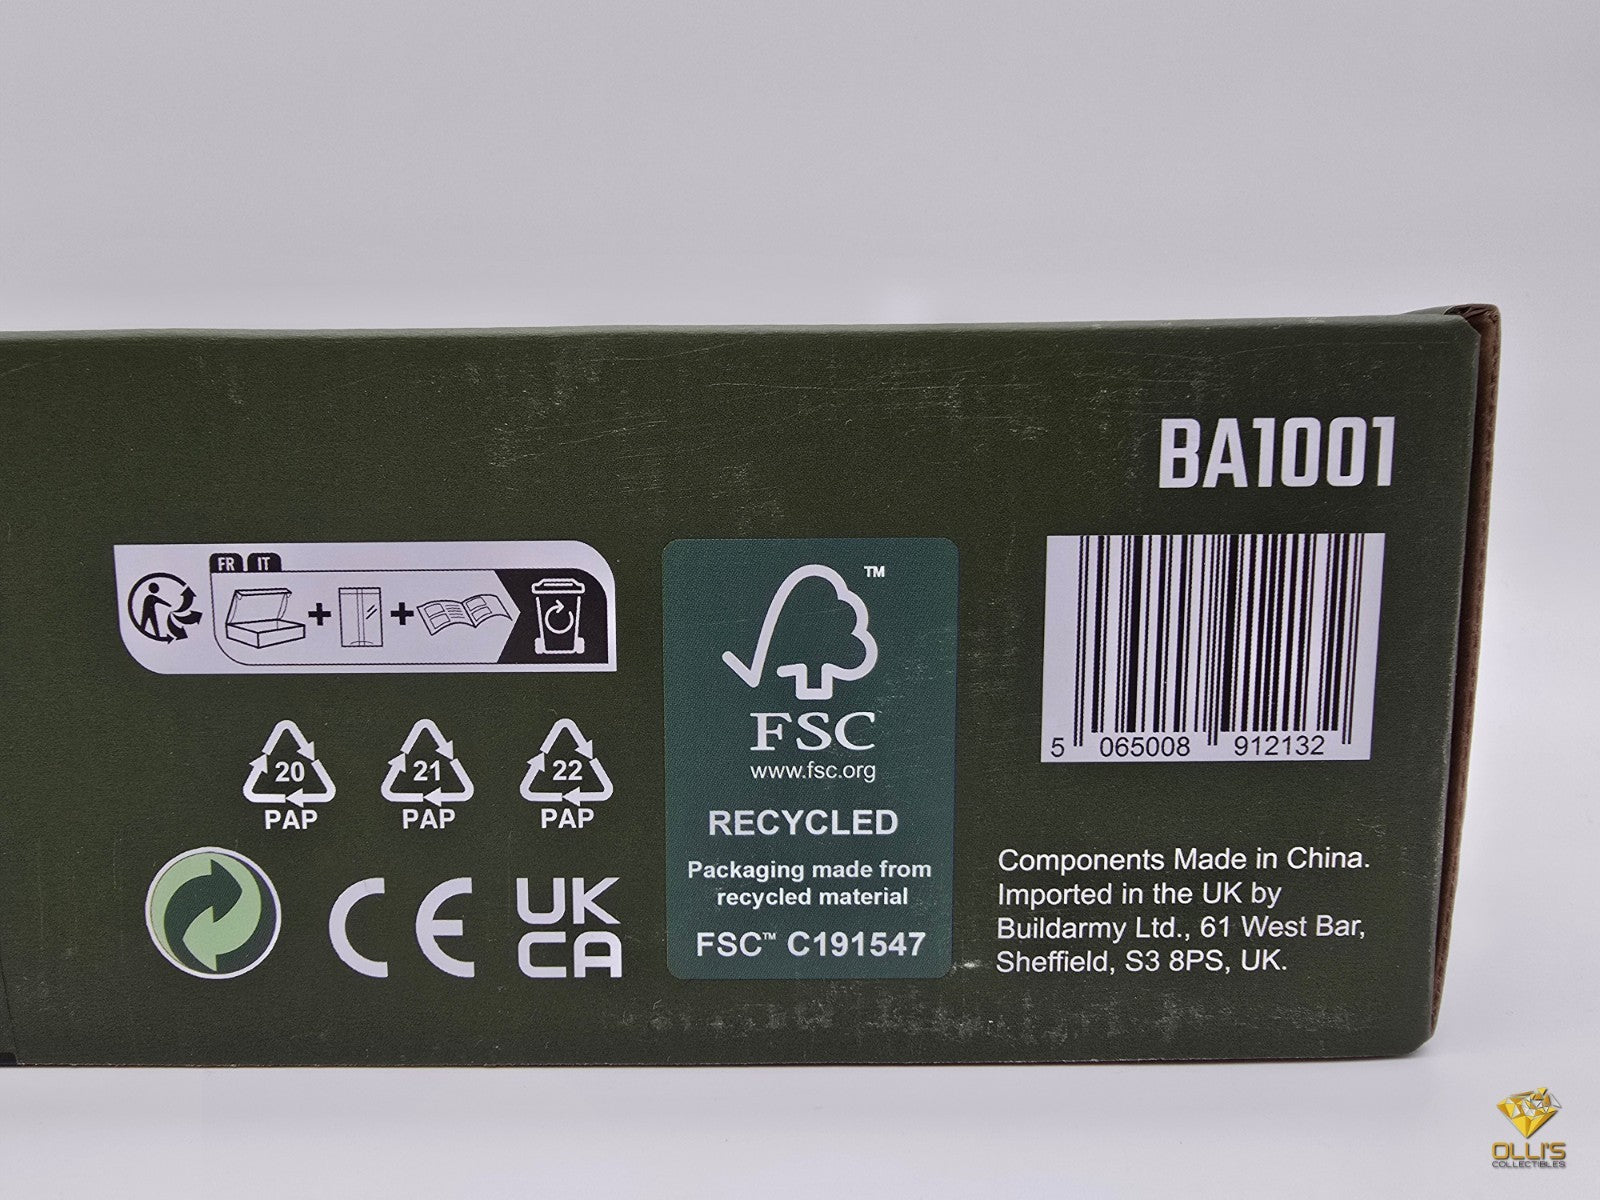 BA1001
FR IT
5 065008 912132
20
PAP
21
PAP
22
PAP
CE
UK
CA
TM
FSC
www.fsc.org
RECYCLED
Packaging made from
recycled material
FSC™ C191547
Components Made in China.
Imported in the UK by
Buildarmy Ltd., 61 West Bar,
Sheffield, S3 8PS, UK.
OLLI'S
COLLECTIBLES